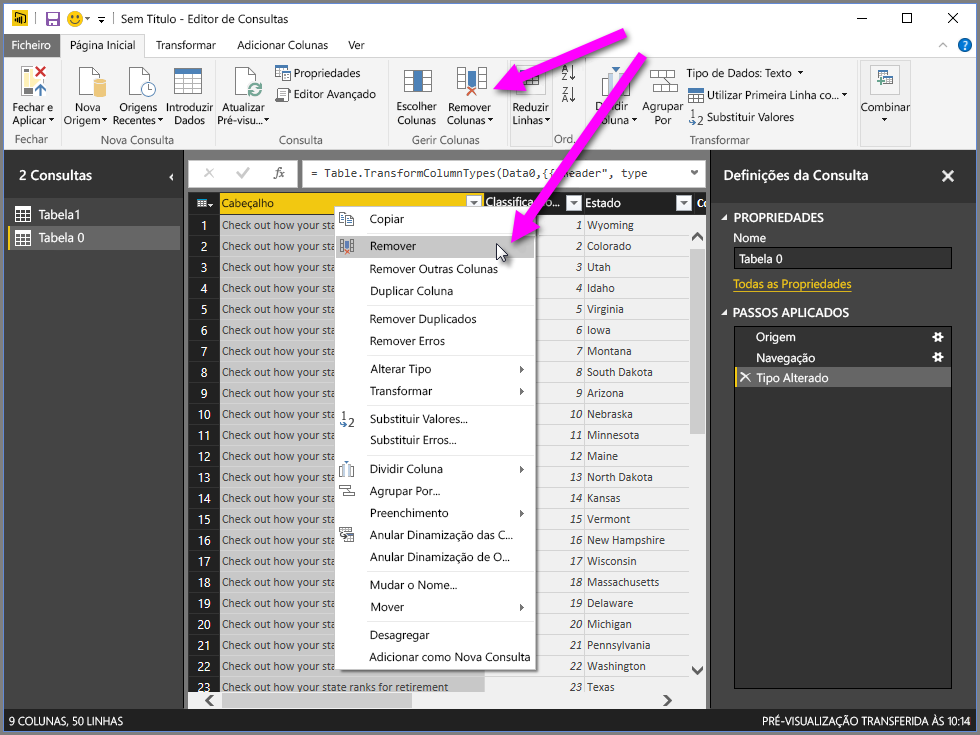 Sem Título - Editor de Consultas
Ficheiro Página Inicial Transformar Adicionar Colunas Ver
Fechar e Aplicar
Fechar
Nova Origem
Origens Recentes
Introduzir Dados
Nova Consulta
Atualizar Pré-visu...
Propriedades
Editor Avançado
Consulta
Escolher Colunas
Remover Colunas
Gerir Colunas
Reduzir Linhas
Ord.
Dividir Coluna
Agrupar Por
Tipo de Dados: Texto
Utilizar Primeira Linha co...
Substituir Valores
Transformar
Combinar
2 Consultas
Tabela1
Tabela 0
fx
= Table.TransformColumnTypes(Data0,{{"Header", type
Cabeçalho Estado
1 Check out how your sta 1 Wyoming
2 Check out how your sta 2 Colorado
3 Check out how your sta 3 Utah
4 Check out how your sta 4 Idaho
5 Check out how your sta 5 Virginia
6 Check out how your sta 6 Iowa
7 Check out how your sta 7 Montana
8 Check out how your sta 8 South Dakota
9 Check out how your sta 9 Arizona
10 Check out how your sta 10 Nebraska
11 Check out how your sta 11 Minnesota
12 Check out how your sta 12 Maine
13 Check out how your sta 13 North Dakota
14 Check out how your sta 14 Kansas
15 Check out how your sta 15 Vermont
16 Check out how your sta 16 New Hampshire
17 Check out how your sta 17 Wisconsin
18 Check out how your sta 18 Massachusetts
19 Check out how your sta 19 Delaware
20 Check out how your sta 20 Michigan
21 Check out how your sta 21 Pennsylvania
22 Check out how your sta 22 Washington
23 Check out how your state ranks for retirement 23 Texas
Copiar
Remover
Remover Outras Colunas
Duplicar Coluna
Remover Duplicados
Remover Erros
Alterar Tipo
Transformar
Substituir Valores...
Substituir Erros...
Dividir Coluna
Agrupar Por...
Preenchimento
Anular Dinamização das C...
Anular Dinamização de O...
Mudar o Nome...
Mover
Desagregar
Adicionar como Nova Consulta
Definições da Consulta
PROPRIEDADES
Nome
Tabela 0
Todas as Propriedades
PASSOS APLICADOS
Origem
Navegação
Tipo Alterado
9 COLUNAS, 50 LINHAS PRÉ-VISUALIZAÇÃO TRANSFERIDA ÀS 10:14